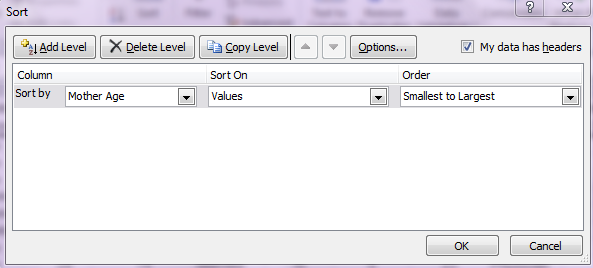 Sort
Add Level Delete Level Copy Level Options... My data has headers
Column Sort On Order
Sort by Mother Age Values Smallest to Largest
OK Cancel